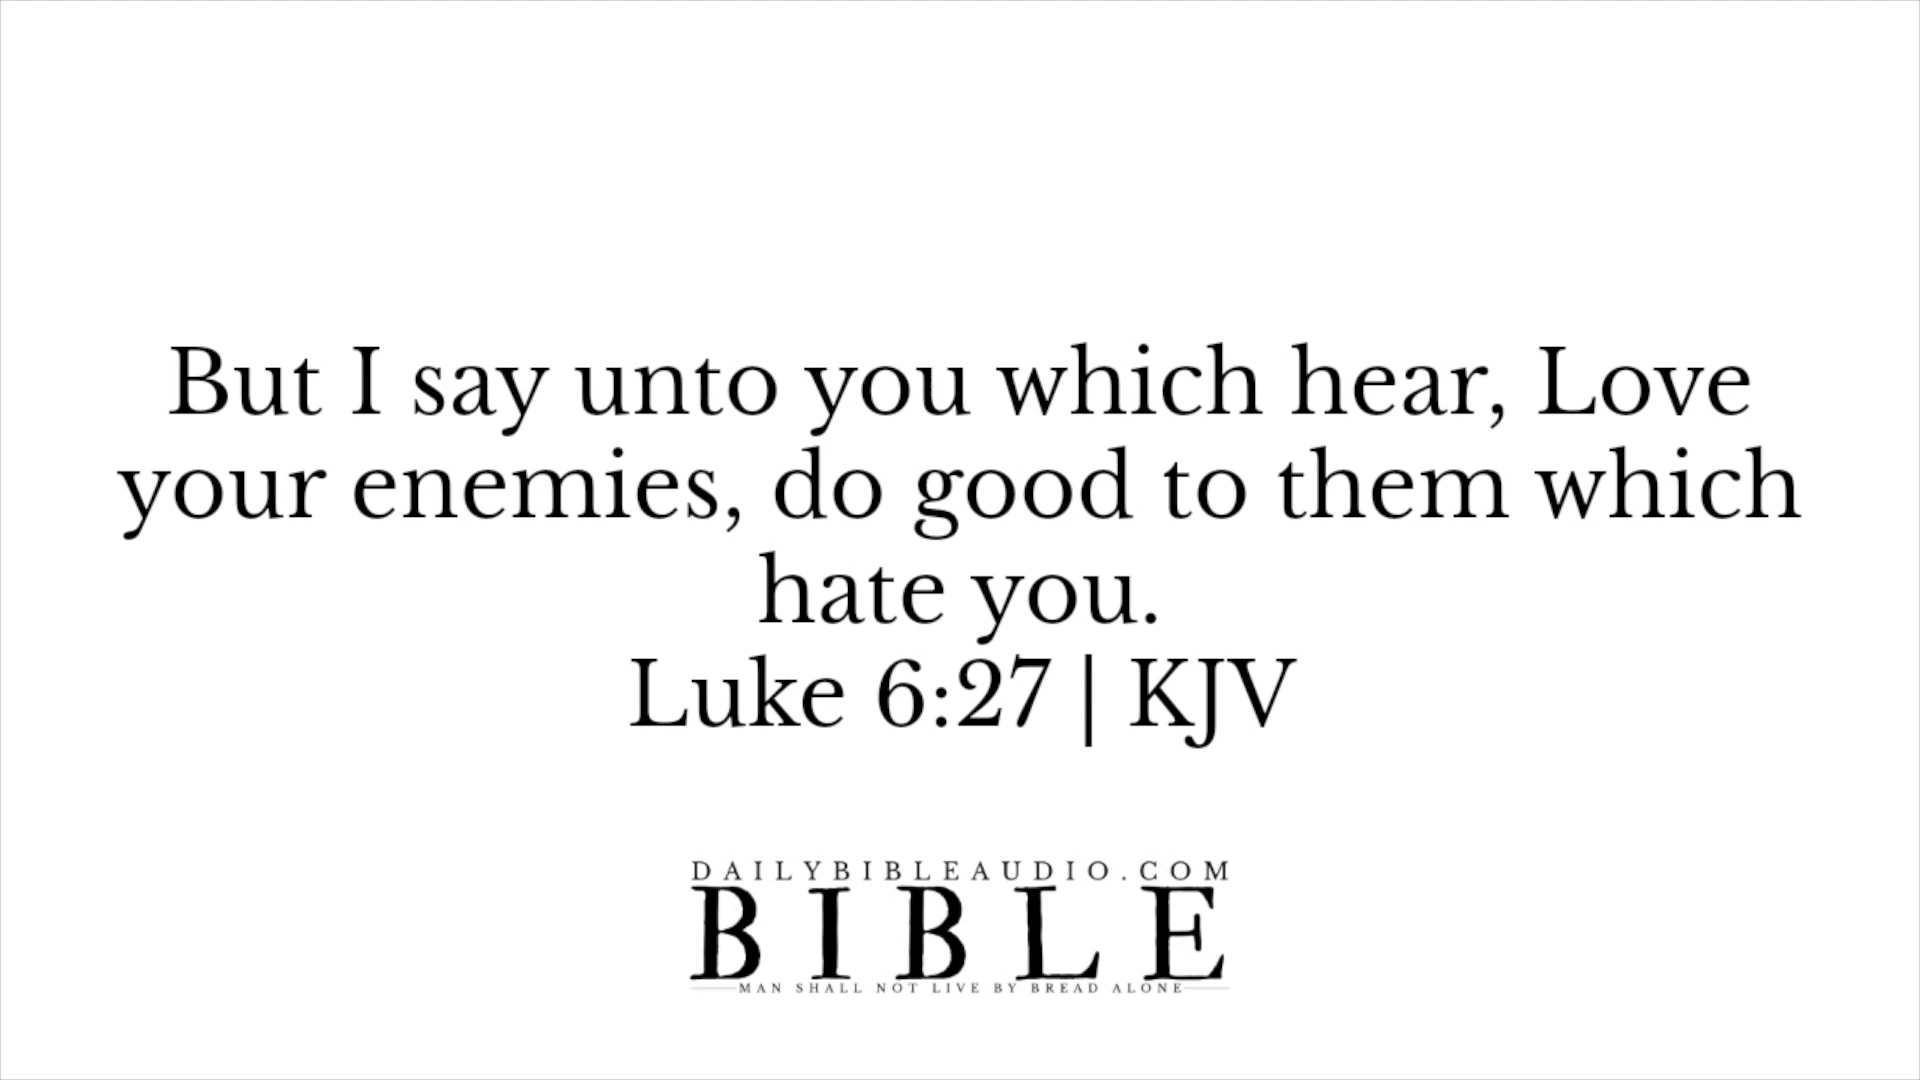 But I say unto you which hear, Love
your enemies, do good to them which
hate you.
Luke 6:27 | KJV
DAILYBIBLEAUDIO.COM
BIBLE
MAN SHALL NOT LIVE BY BREAD ALONE